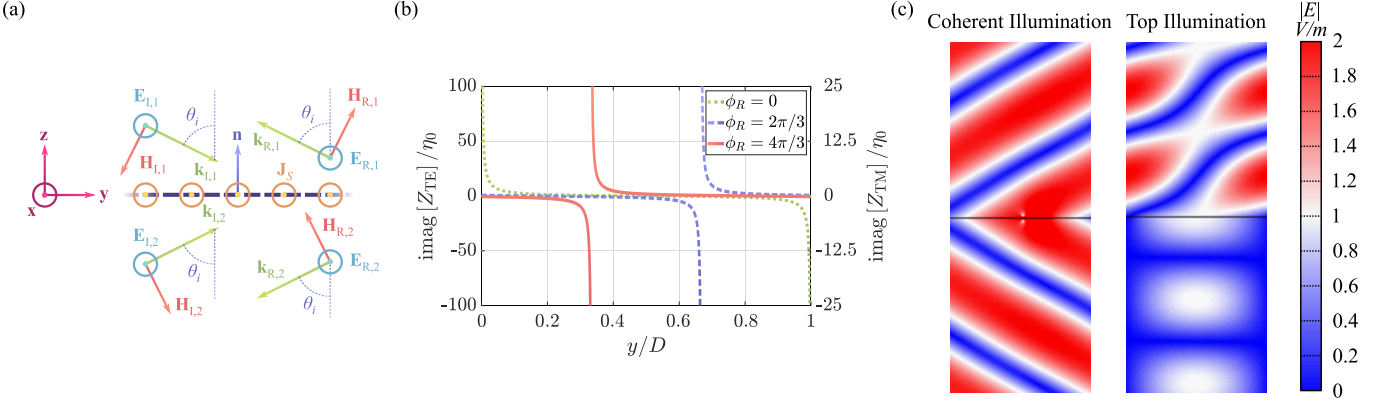 (a)
z
y
x
E_{I,1}
θ_i
H_{I,1}
k_{I,1}
n
θ_i
H_{R,1}
k_{R,1}
E_{R,1}
J_S
E_{I,2}
k_{I,2}
θ_i
H_{I,2}
H_{R,2}
k_{R,2}
E_{R,2}
θ_i
(b)
imag [Z_{TE}] /η_0
100
50
0
-50
-100
0
0.2
0.4
0.6
0.8
1
y/D
ϕ_R = 0
ϕ_R = 2π/3
ϕ_R = 4π/3
25
12.5
0
-12.5
-25
imag [Z_{TM}] /η_0
(c)
Coherent Illumination
Top Illumination
|E|
V/m
2
1.8
1.6
1.4
1.2
1
0.8
0.6
0.4
0.2
0